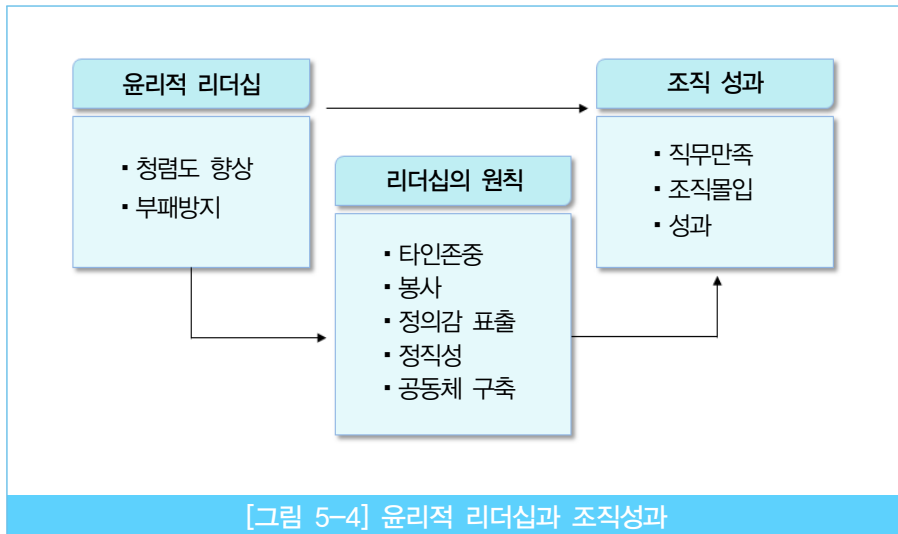 윤리적 리더십
▪ 청렴도 향상
▪ 부패방지
리더십의 원칙
▪ 타인존중
▪ 봉사
▪ 정의감 표출
▪ 정직성
▪ 공동체 구축
조직 성과
▪ 직무만족
▪ 조직몰입
▪ 성과
[그림 5-4] 윤리적 리더십과 조직성과